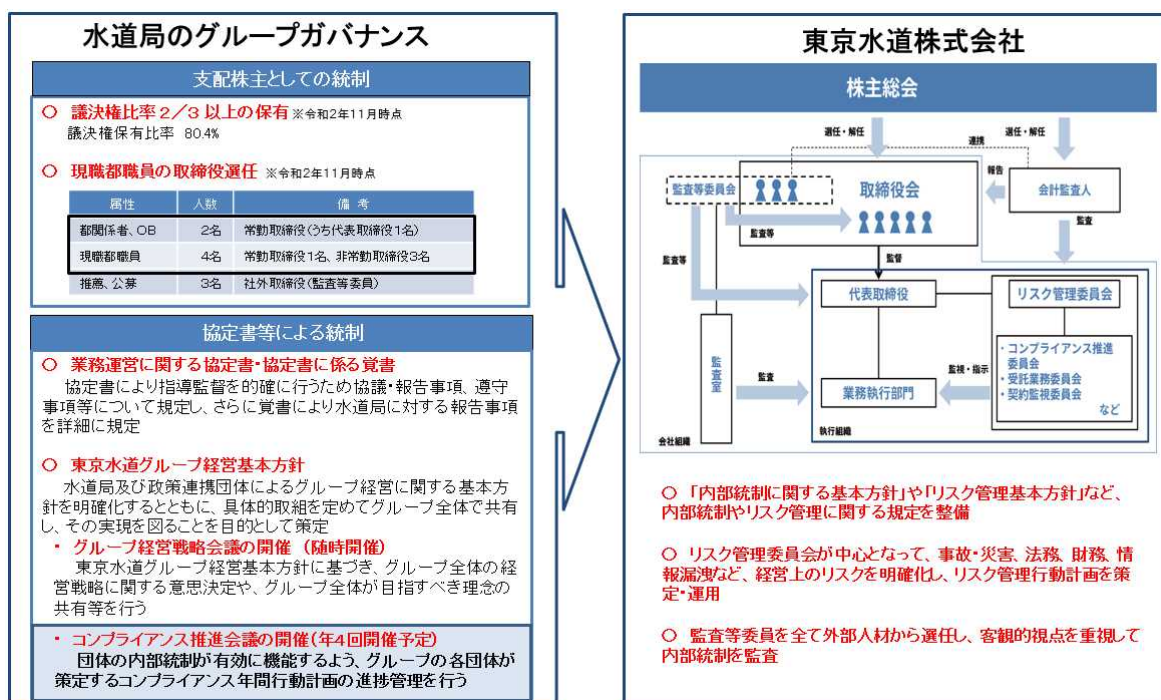 水道局のグループガバナンス
支配株主としての統制
○ 議決権比率2/3以上の保有 ※令和2年11月時点
議決権保有比率 80.4%
○ 現職都職員の取締役選任 ※令和2年11月時点
属性 人数 備考
都関係者、OB 2名 常勤取締役(うち代表取締役1名)
現職都職員 4名 常勤取締役1名、非常勤取締役3名
推薦、公募 3名 社外取締役(監査等委員)
協定書等による統制
○ 業務運営に関する協定書・協定書に係る覚書
協定書により指導監督を的確に行うため協議・報告事項、遵守
事項等について規定し、さらに覚書により水道局に対する報告事項
を詳細に規定
○ 東京水道グループ経営基本方針
水道局及び政策連携団体によるグループ経営に関する基本方
針を明確化するとともに、具体的取組を定めてグループ全体で共有
し、その実現を図ることを目的として策定
・ グループ経営戦略会議の開催 (随時開催)
東京水道グループ経営基本方針に基づき、グループ全体の経
営戦略に関する意思決定や、グループ全体が目指すべき理念の
共有等を行う
・ コンプライアンス推進会議の開催(年4回開催予定)
団体の内部統制が有効に機能するよう、グループの各団体が
策定するコンプライアンス年間行動計画の進捗管理を行う
東京水道株式会社
株主総会
選任・解任
連携
選任・解任
監査等委員会
取締役会
報告
会計監査人
監査等
監査
監査等
監督
代表取締役
リスク管理委員会
監査室
監査
業務執行部門
監視・指示
・コンプライアンス推進
委員会
・受託業務委員会
・契約監視委員会
など
執行組織
会社組織
○ 「内部統制に関する基本方針」や「リスク管理基本方針」など、
内部統制やリスク管理に関する規定を整備
○ リスク管理委員会が中心となって、事故・災害、法務、財務、情
報漏洩など、経営上のリスクを明確化し、リスク管理行動計画を策
定・運用
○ 監査等委員を全て外部人材から選任し、客観的視点を重視して
内部統制を監査